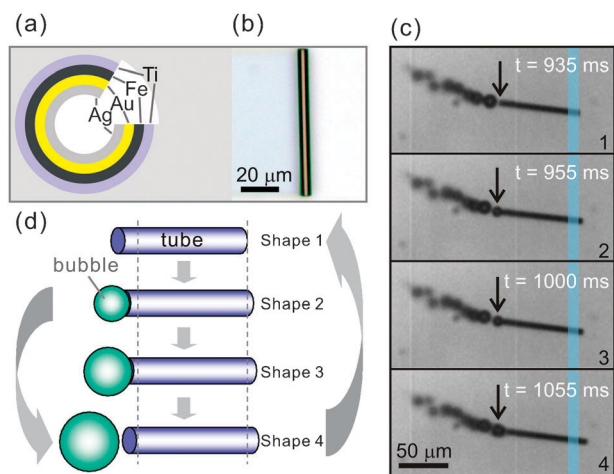 (a)
Ti
Fe
Au
Ag
(b)
20 μm
(c)
t = 935 ms
1
t = 955 ms
2
t = 1000 ms
3
t = 1055 ms
50 μm
4
(d)
tube
Shape 1
bubble
Shape 2
Shape 3
Shape 4